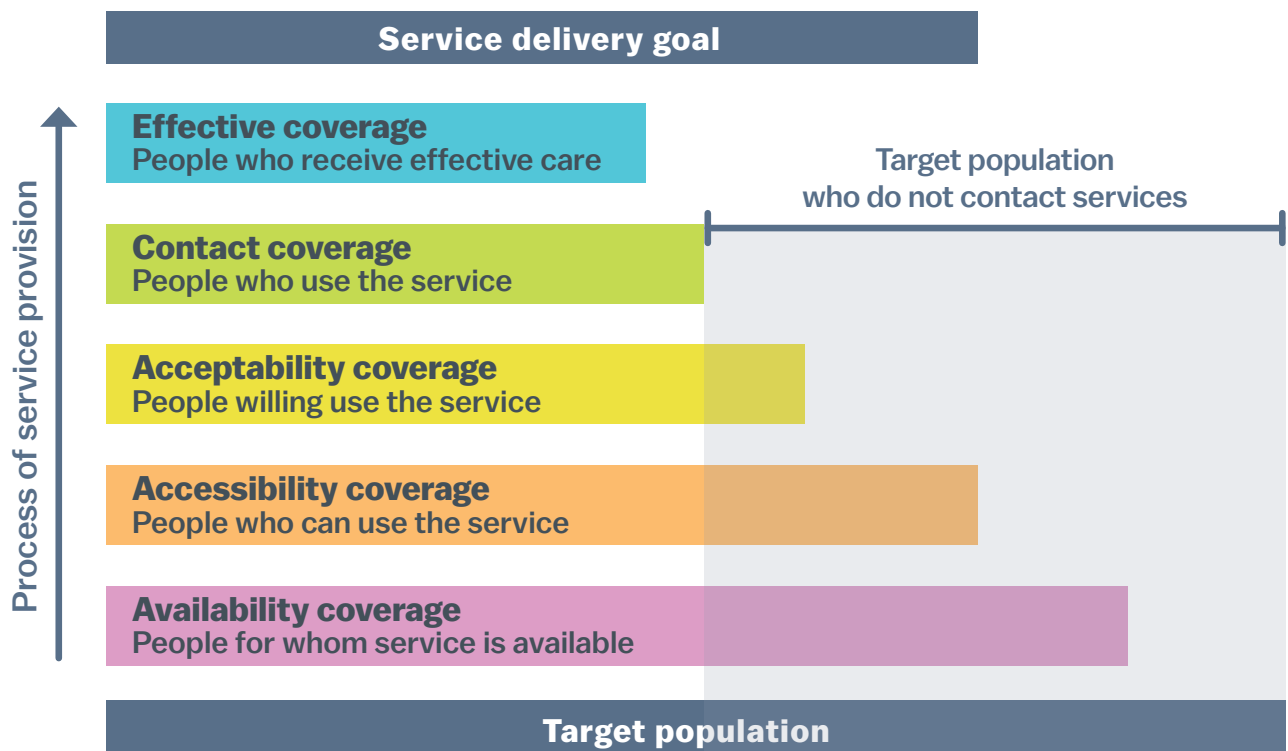 Service delivery goal
Process of service provision
Effective coverage
People who receive effective care
Target population
who do not contact services
Contact coverage
People who use the service
Acceptability coverage
People willing use the service
Accessibility coverage
People who can use the service
Availability coverage
People for whom service is available
Target population